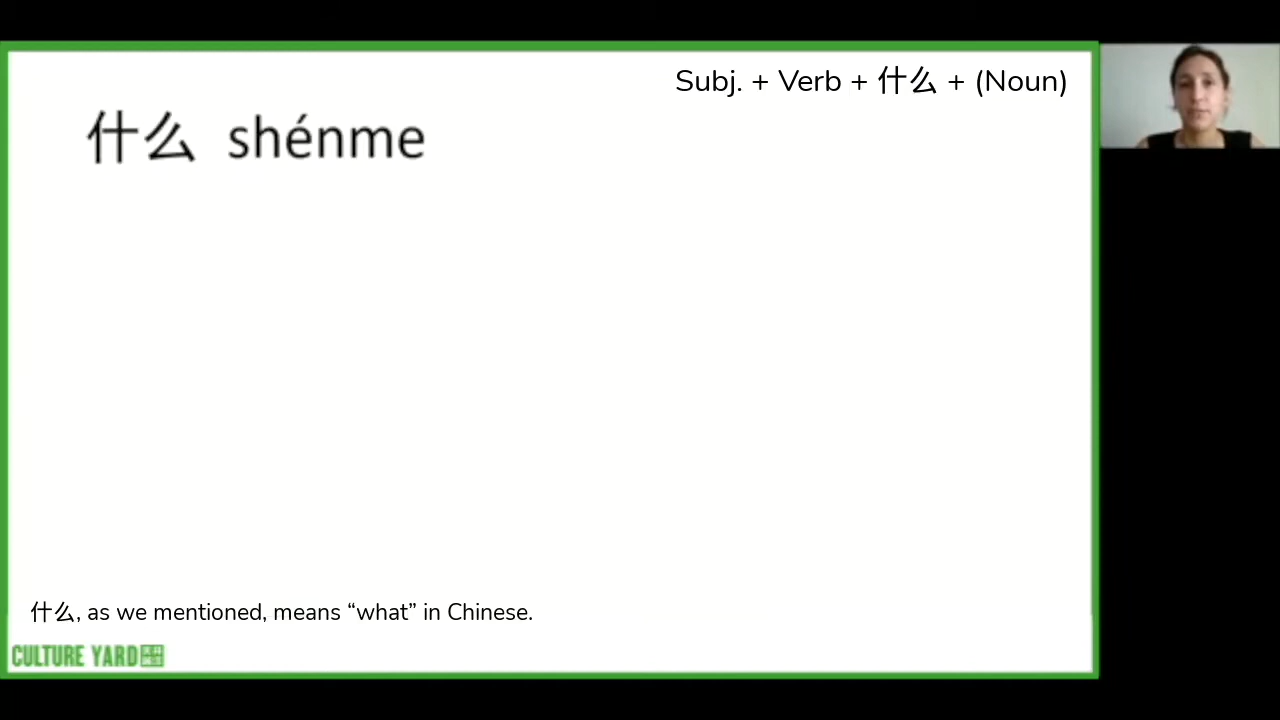 Subj. + Verb + 什么 + (Noun)
什么 shénme
什么, as we mentioned, means “what” in Chinese.
CULTURE YARD